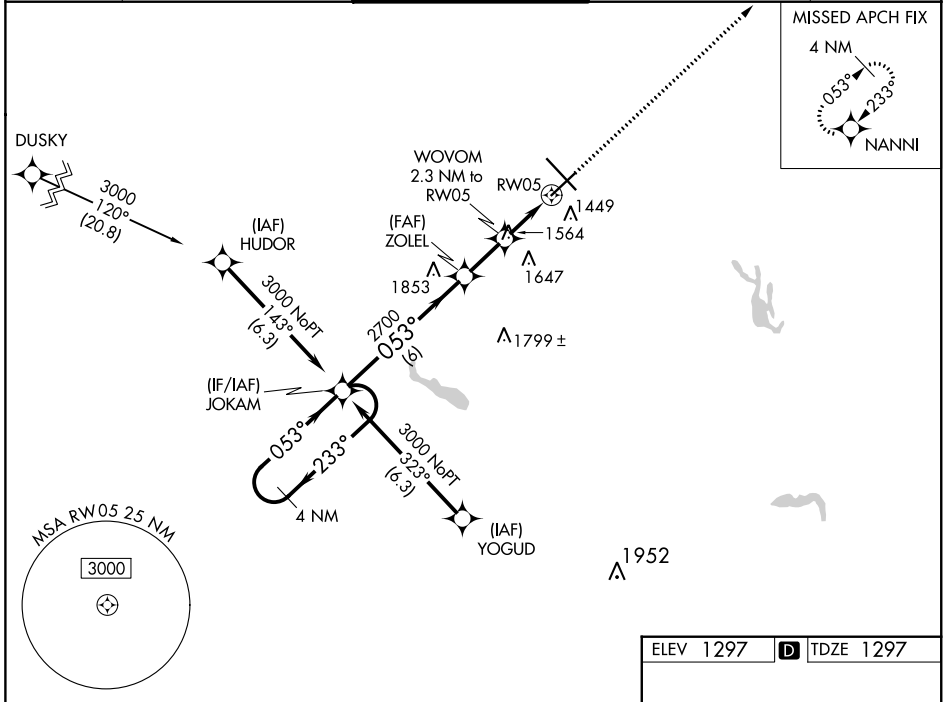 MISSED APCH FIX
4 NM
053°
233°
NANNI
DUSKY
3000
120°
(20.8)
(IAF)
HUDOR
3000 NoPT
143°
(6.3)
WOVOM
2.3 NM to
RW05
RW05
1449
1564
(FAF)
ZOLEL
1853
1647
2700
053°
(6)
1799 ±
(IF/IAF)
JOKAM
053°
233°
4 NM
3000 NoPT
323°
(6.3)
(IAF)
YOGUD
MSA RW05 25 NM
3000
1952
ELEV 1297 D TDZE 1297